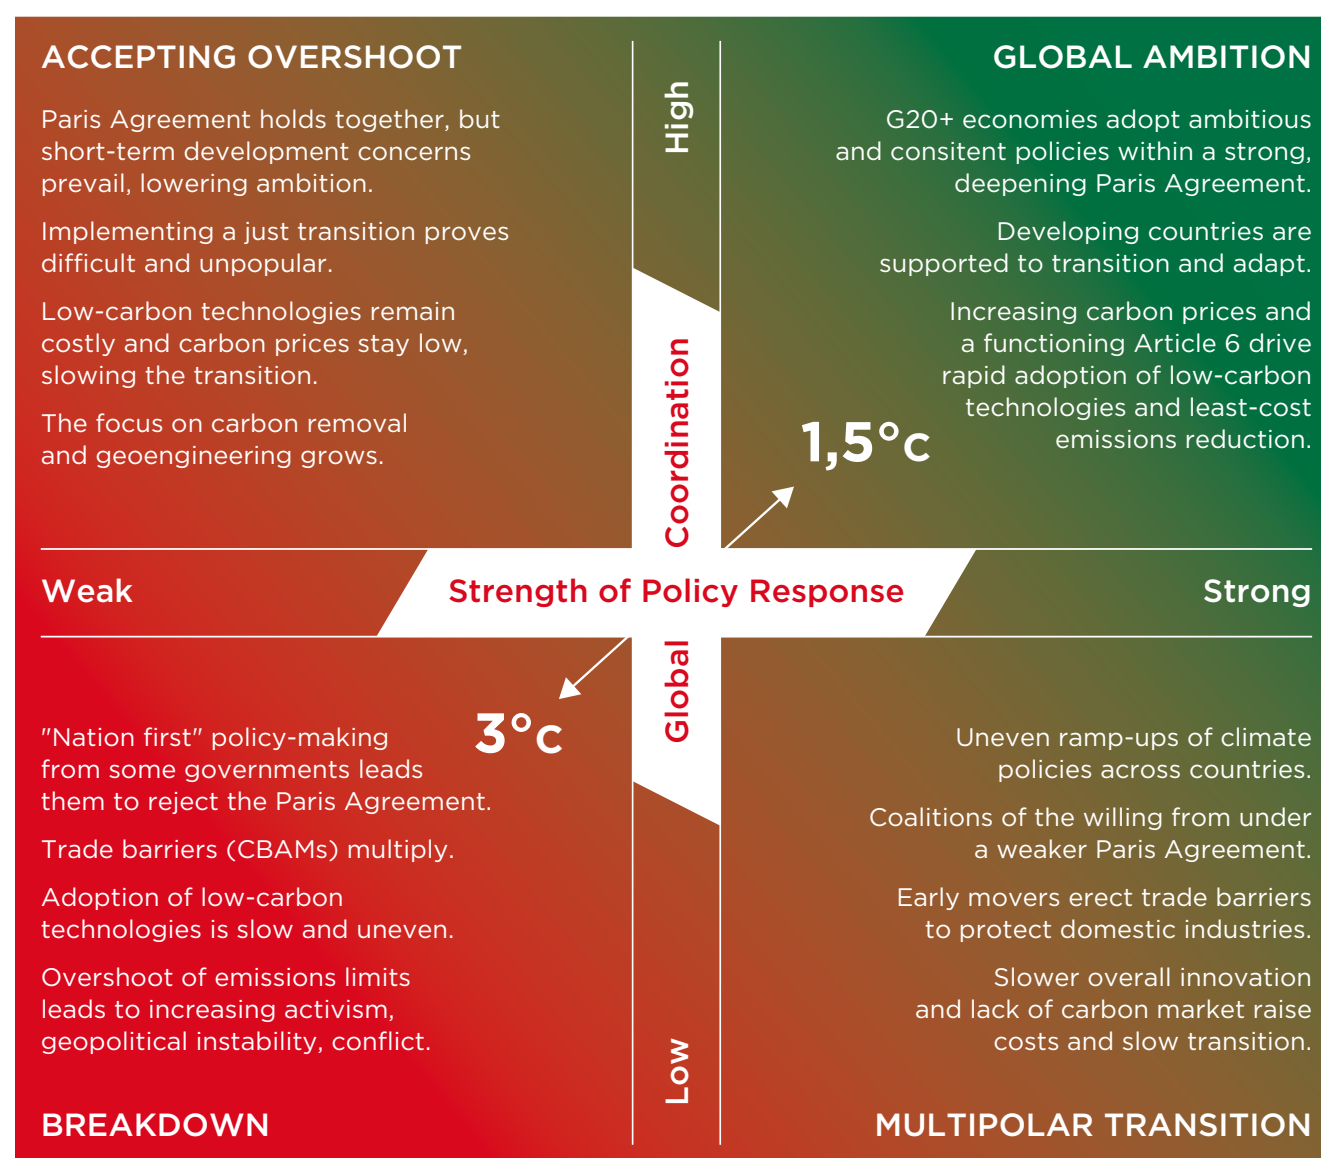 ACCEPTING OVERSHOOT
Paris Agreement holds together, but
short-term development concerns
prevail, lowering ambition.
Implementing a just transition proves
difficult and unpopular.
Low-carbon technologies remain
costly and carbon prices stay low,
slowing the transition.
The focus on carbon removal
and geoengineering grows.
High
GLOBAL AMBITION
G20+ economies adopt ambitious
and consitent policies within a strong,
deepening Paris Agreement.
Developing countries are
supported to transition and adapt.
Increasing carbon prices and
a functioning Article 6 drive
rapid adoption of low-carbon
technologies and least-cost
emissions reduction.
1,5°C
Weak
Strength of Policy Response
Strong
Global Coordination
3°C
"Nation first" policy-making
from some governments leads
them to reject the Paris Agreement.
Trade barriers (CBAMs) multiply.
Adoption of low-carbon
technologies is slow and uneven.
Overshoot of emissions limits
leads to increasing activism,
geopolitical instability, conflict.
BREAKDOWN
Low
Uneven ramp-ups of climate
policies across countries.
Coalitions of the willing from under
a weaker Paris Agreement.
Early movers erect trade barriers
to protect domestic industries.
Slower overall innovation
and lack of carbon market raise
costs and slow transition.
MULTIPOLAR TRANSITION